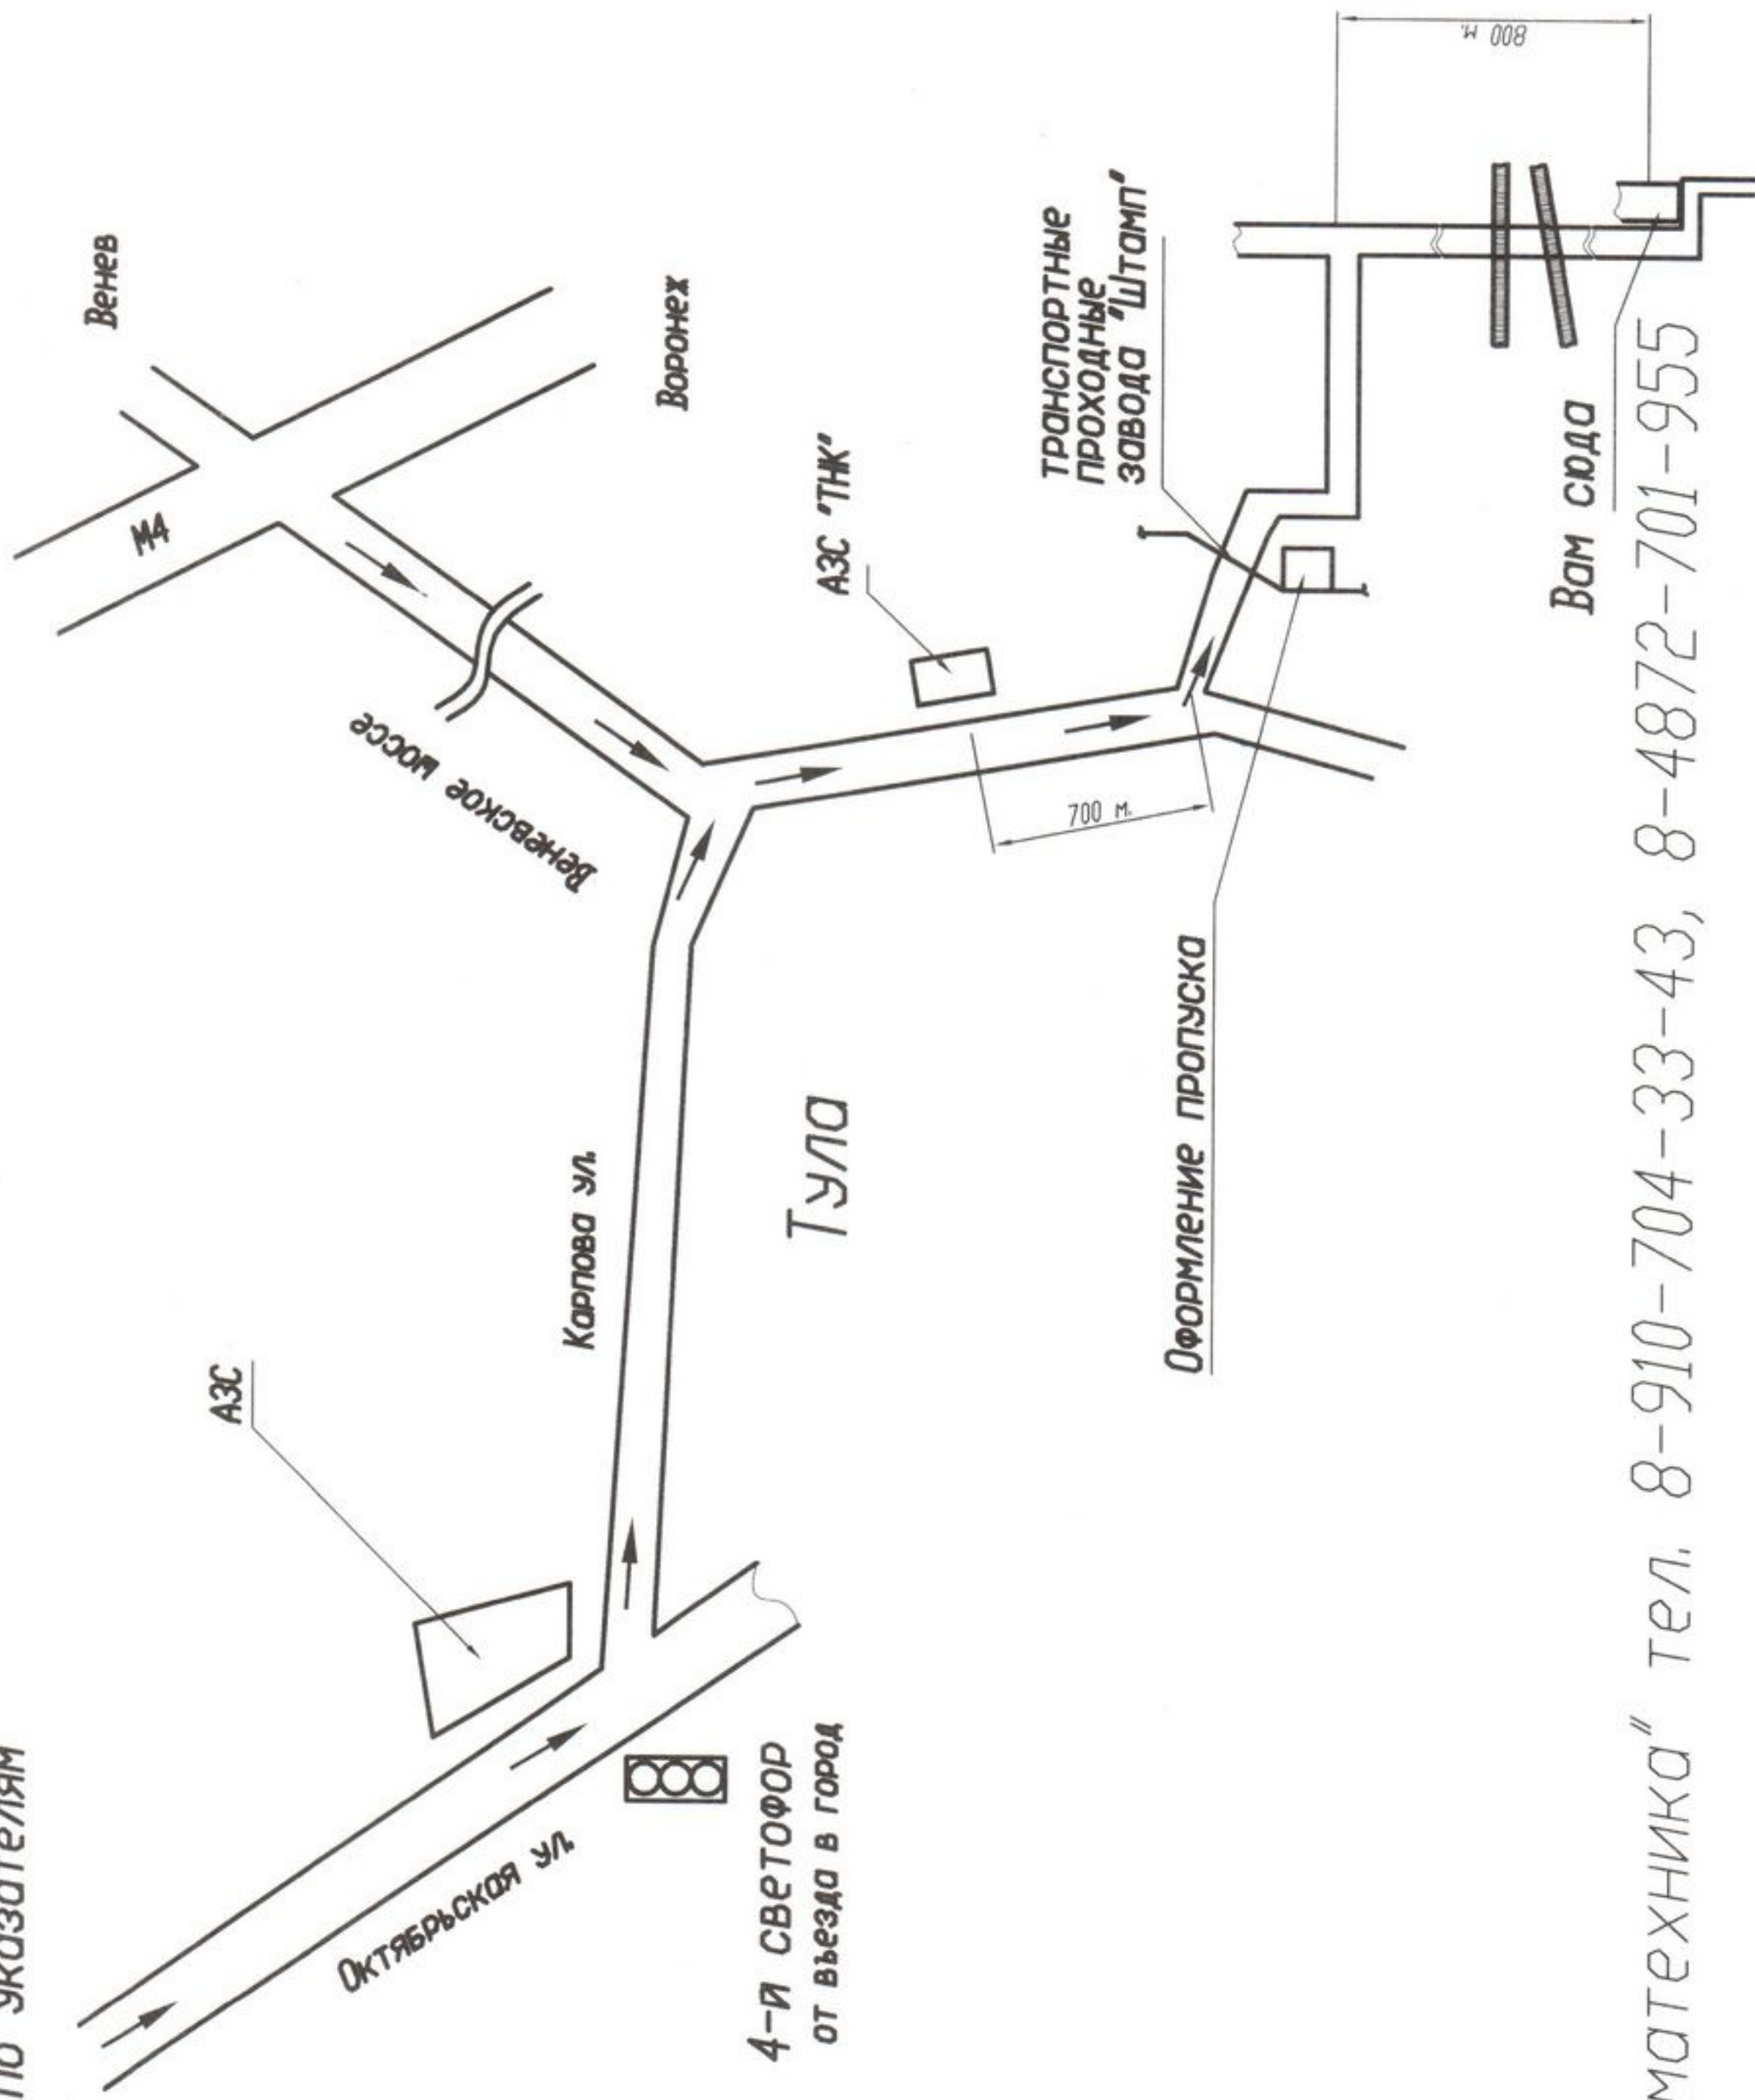 по указателям
Венев
М4
Воронеж
Веневское шоссе
АЗС
Карпова ул.
АЗС "ТНК"
Октябрьская ул.
Тула
4-й светофор
от въезда в город
700 м.
транспортные
проходные
завода "Штамп"
800 м.
Оформление пропуска
Вам сюда
матехника" тел. 8-910-704-33-43, 8-4872-701-955